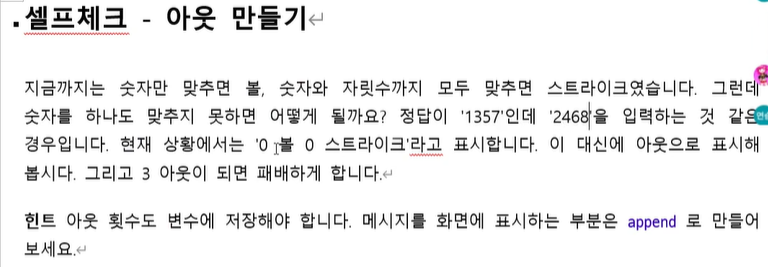 셀프체크 - 아웃 만들기
지금까지는 숫자만 맞추면 볼, 숫자와 자릿수까지 모두 맞추면 스트라이크였습니다. 그런데
숫자를 하나도 맞추지 못하면 어떻게 될까요? 정답이 '1357'인데 '2468'을 입력하는 것 같은
경우입니다. 현재 상황에서는 '0 볼 0 스트라이크'라고 표시합니다. 이 대신에 아웃으로 표시해
봅시다. 그리고 3 아웃이 되면 패배하게 합니다.
힌트 아웃 횟수도 변수에 저장해야 합니다. 메시지를 화면에 표시하는 부분은 append 로 만들어
보세요.